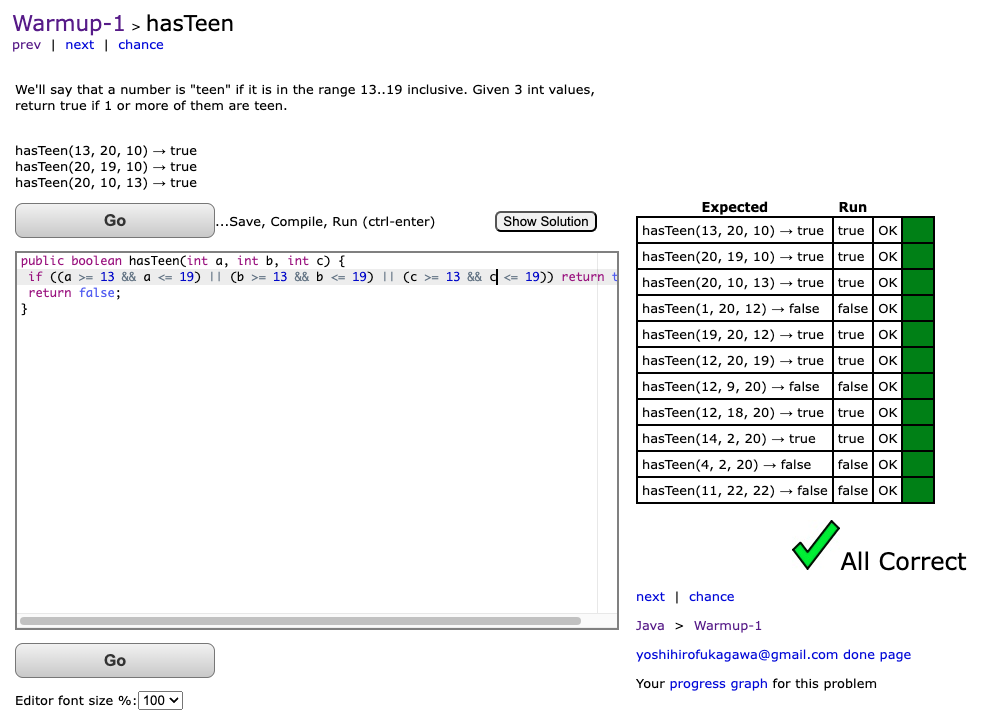 Warmup-1 > hasTeen
prev | next | chance
We'll say that a number is "teen" if it is in the range 13..19 inclusive. Given 3 int values,
return true if 1 or more of them are teen.
hasTeen(13, 20, 10) → true
hasTeen(20, 19, 10) → true
hasTeen(20, 10, 13) → true
Go ...Save, Compile, Run (ctrl-enter) Show Solution
public boolean hasTeen(int a, int b, int c) {
if ((a >= 13 && a <= 19) || (b >= 13 && b <= 19) || (c >= 13 && c <= 19)) return t
return false;
}
Go
Editor font size %: 100
Expected Run
hasTeen(13, 20, 10) → true true OK
hasTeen(20, 19, 10) → true true OK
hasTeen(20, 10, 13) → true true OK
hasTeen(1, 20, 12) → false false OK
hasTeen(19, 20, 12) → true true OK
hasTeen(12, 20, 19) → true true OK
hasTeen(12, 9, 20) → false false OK
hasTeen(12, 18, 20) → true true OK
hasTeen(14, 2, 20) → true true OK
hasTeen(4, 2, 20) → false false OK
hasTeen(11, 22, 22) → false false OK
All Correct
next | chance
Java > Warmup-1
yoshihirofukagawa@gmail.com done page
Your progress graph for this problem